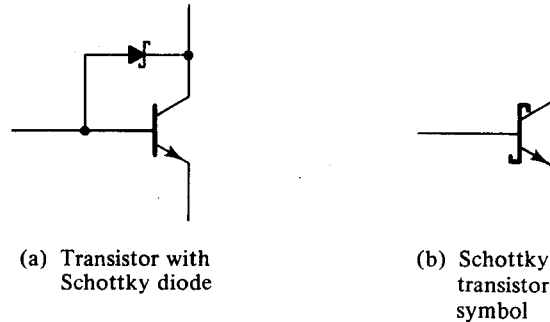 (a) Transistor with
Schottky diode
(b) Schottky
transistor
symbol